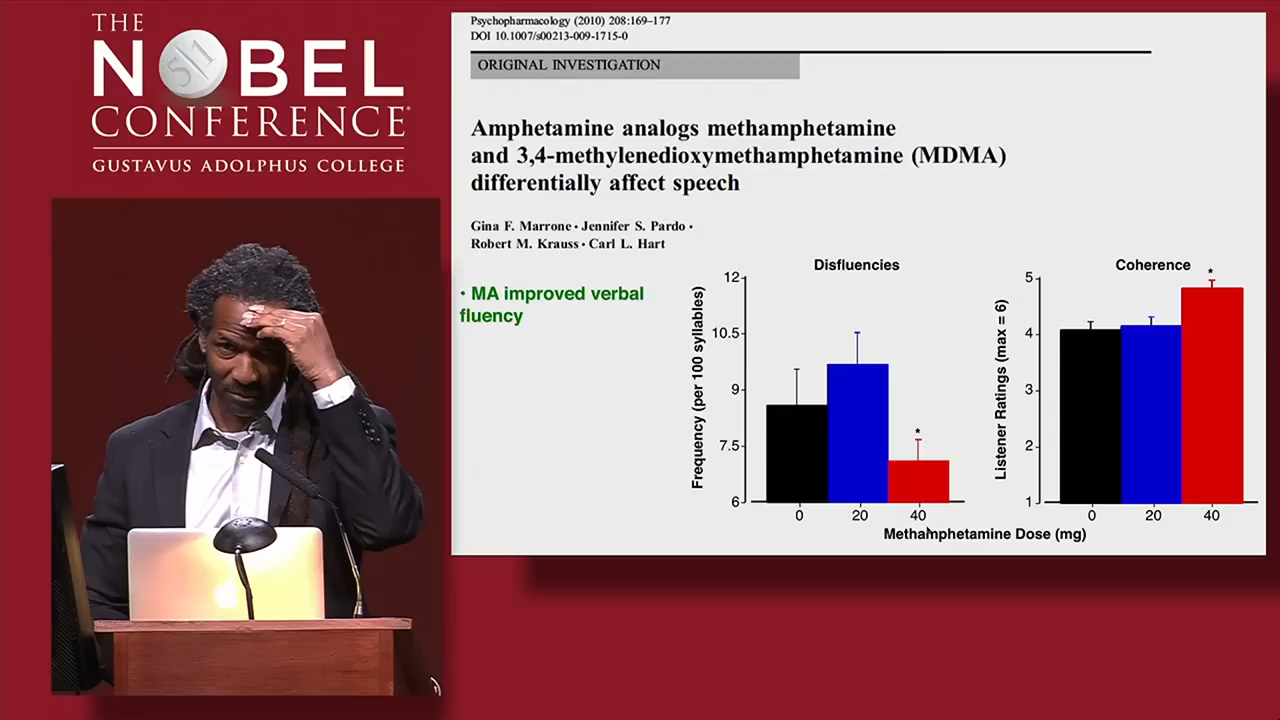 THE
NOBEL
CONFERENCE®
GUSTAVUS ADOLPHUS COLLEGE
51
Psychopharmacology (2010) 208:169–177
DOI 10.1007/s00213-009-1715-0
ORIGINAL INVESTIGATION
Amphetamine analogs methamphetamine
and 3,4-methylenedioxymethamphetamine (MDMA)
differentially affect speech
Gina F. Marrone · Jennifer S. Pardo ·
Robert M. Krauss · Carl L. Hart
· MA improved verbal
fluency
Disfluencies
Frequency (per 100 syllables)
12
10.5
9
7.5
6
*
0 20 40
Coherence
Listener Ratings (max = 6)
5
4
3
2
1
*
0 20 40
Methamphetamine Dose (mg)